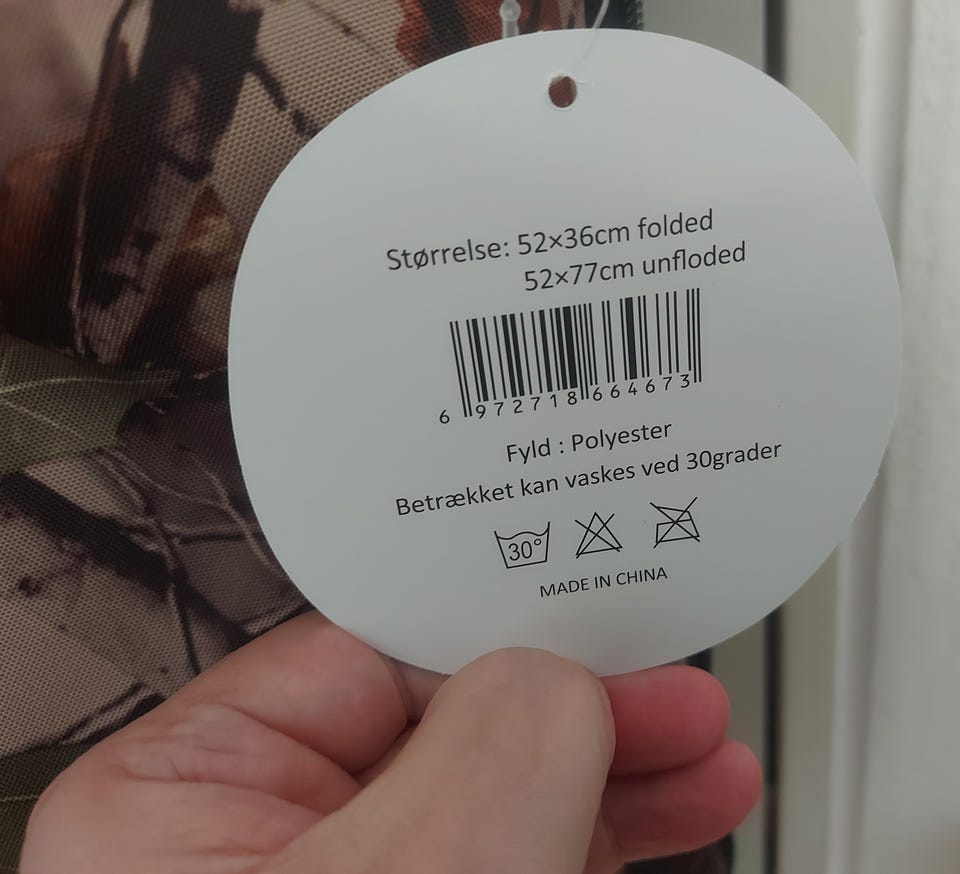 Størrelse: 52×36cm folded
52×77cm unfloded
6 972718 664673
Fyld : Polyester
Betrækket kan vaskes ved 30grader
30°
MADE IN CHINA